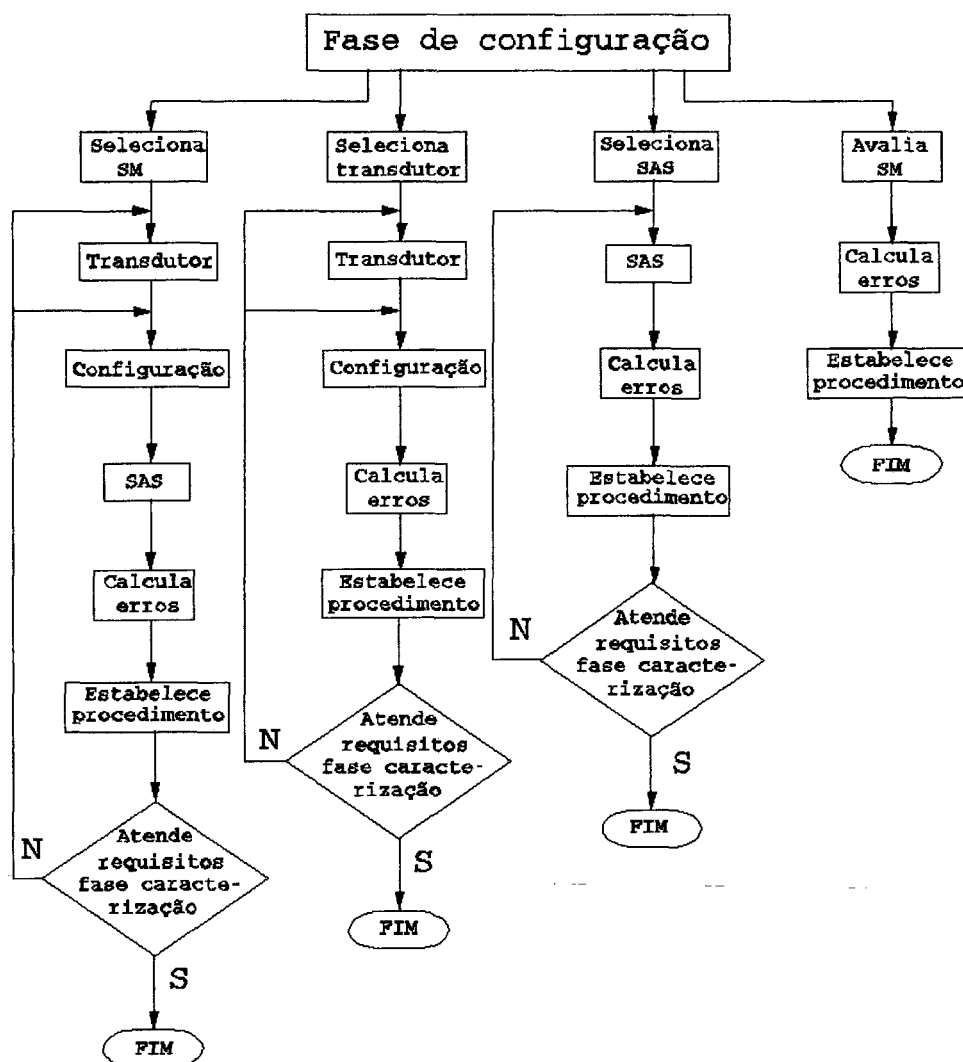 Fase de configuração
Seleciona
SM
Transdutor
Configuração
SAS
Calcula
erros
Estabelece
procedimento
Atende
requisitos
fase caracte-
rização
N
S
FIM
Seleciona
transdutor
Transdutor
Configuração
Calcula
erros
Estabelece
procedimento
Atende
requisitos
fase caracte-
rização
N
S
FIM
Seleciona
SAS
SAS
Calcula
erros
Estabelece
procedimento
Atende
requisitos
fase caracte-
rização
N
S
FIM
Avalia
SM
Calcula
erros
Estabelece
procedimento
FIM